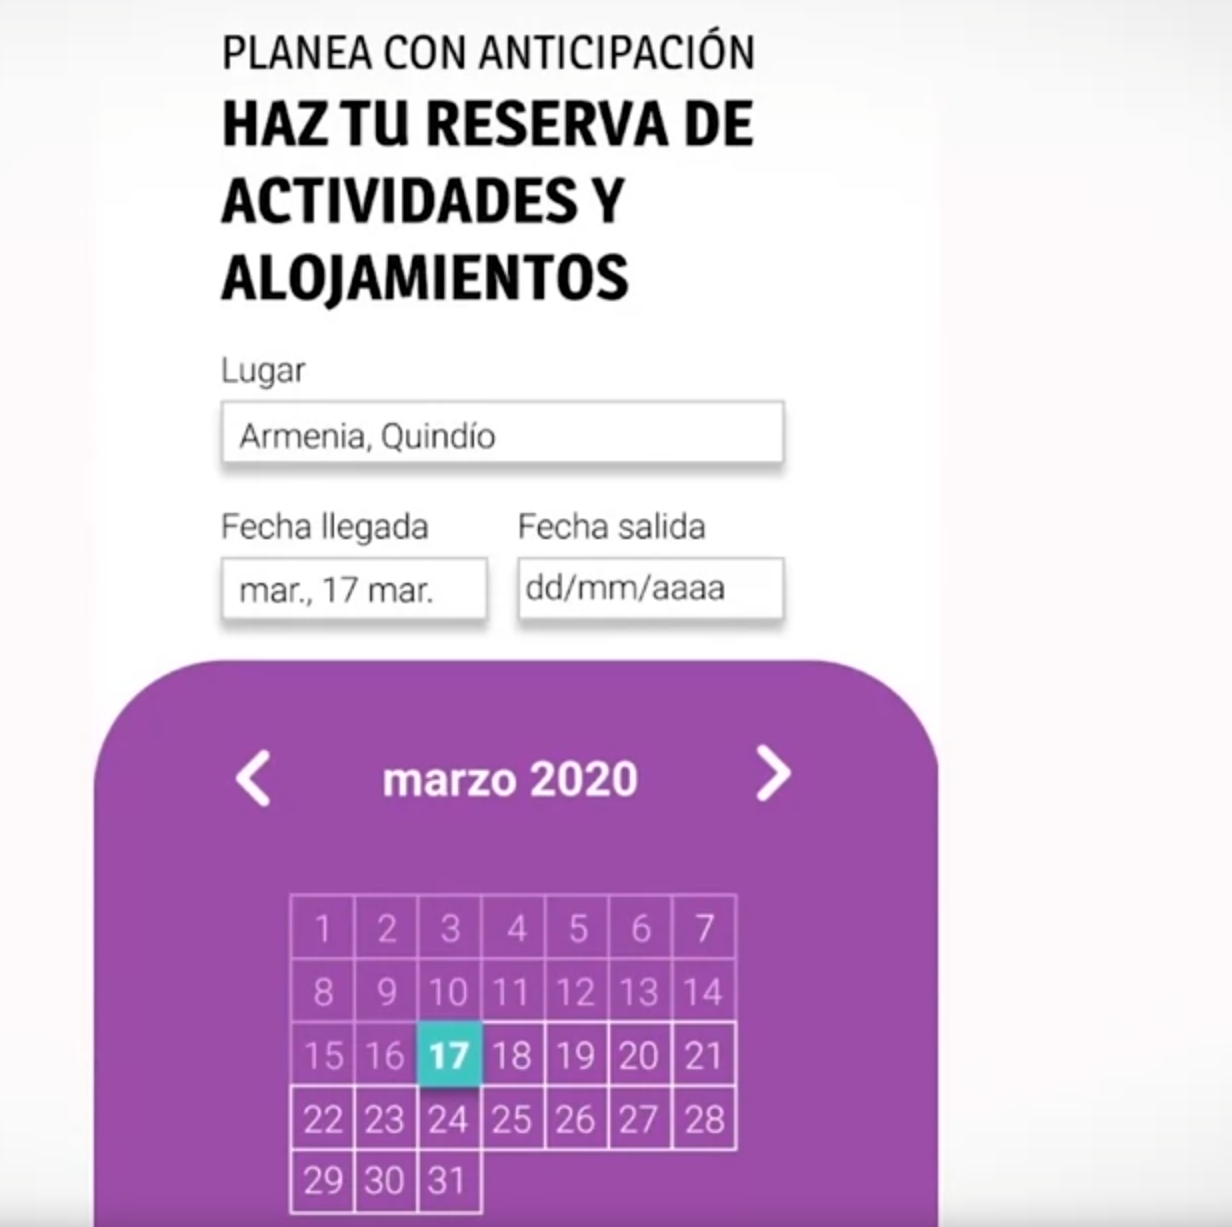 PLANEA CON ANTICIPACIÓN
HAZ TU RESERVA DE
ACTIVIDADES Y
ALOJAMIENTOS
Lugar
Armenia, Quindío
Fecha llegada Fecha salida
mar., 17 mar. dd/mm/aaaa
marzo 2020
1 2 3 4 5 6 7
8 9 10 11 12 13 14
15 16 17 18 19 20 21
22 23 24 25 26 27 28
29 30 31